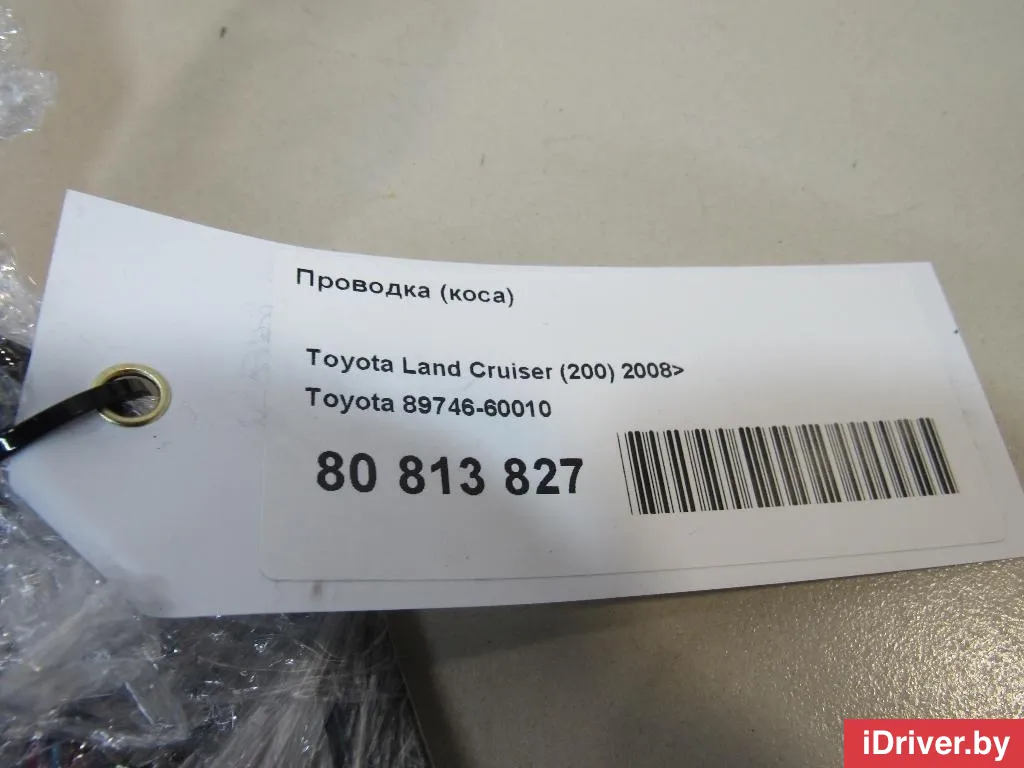 Проводка (коса)
Toyota Land Cruiser (200) 2008>
Toyota 89746-60010
80 813 827
iDriver.by